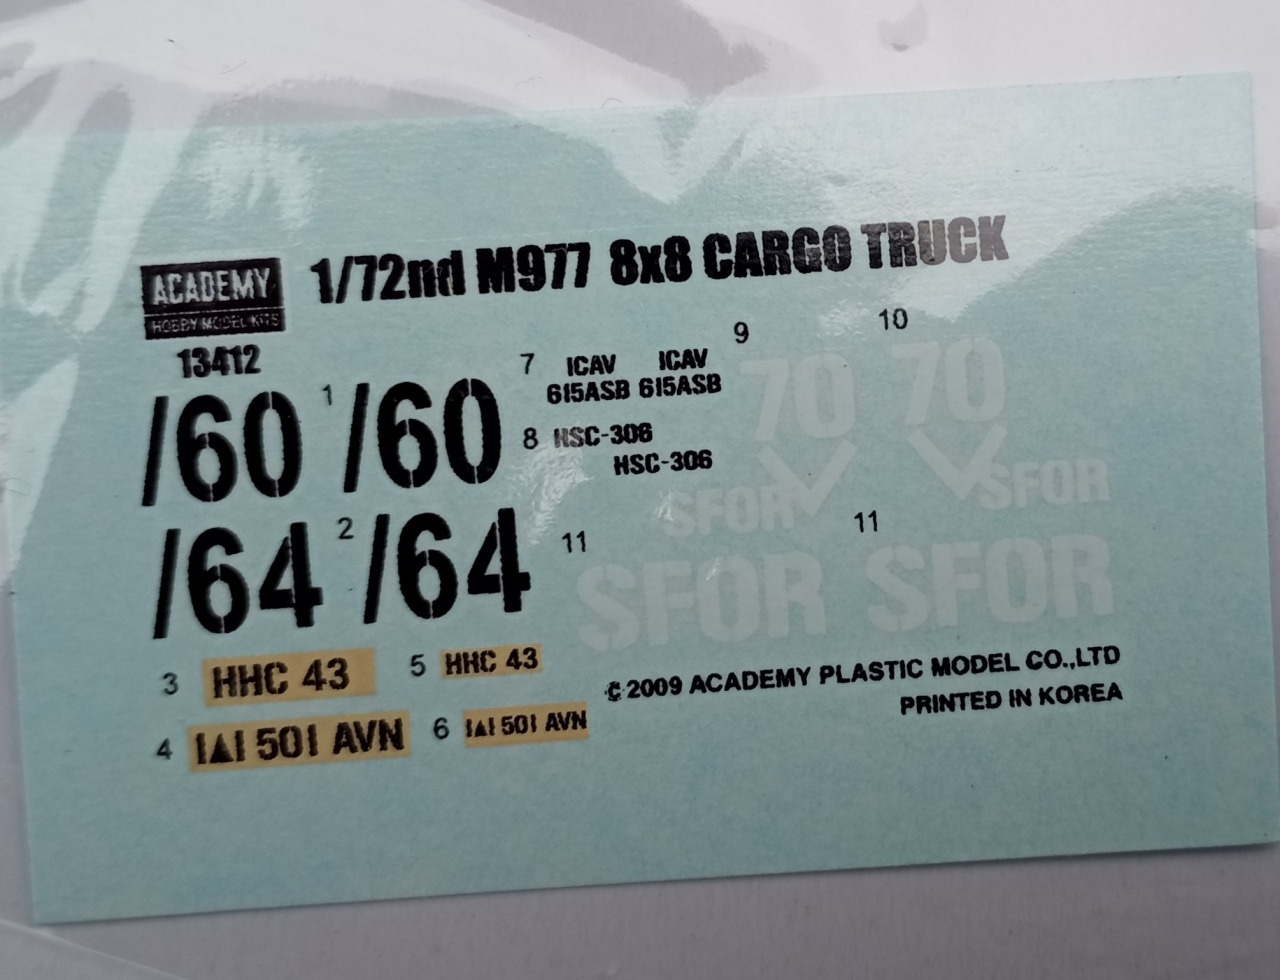 ACADEMY
HOBBY MODEL KITS
13412
1/72nd M977 8x8 CARGO TRUCK
/60 1 /60
7 ICAV ICAV
615ASB 615ASB
8 HSC-306
HSC-306
9 10
70 70
SFOR SFOR
/64 2 /64
11 11
SFOR SFOR
3 HHC 43 5 HHC 43
4 I▲I 501 AVN 6 I▲I 501 AVN
© 2009 ACADEMY PLASTIC MODEL CO.,LTD
PRINTED IN KOREA